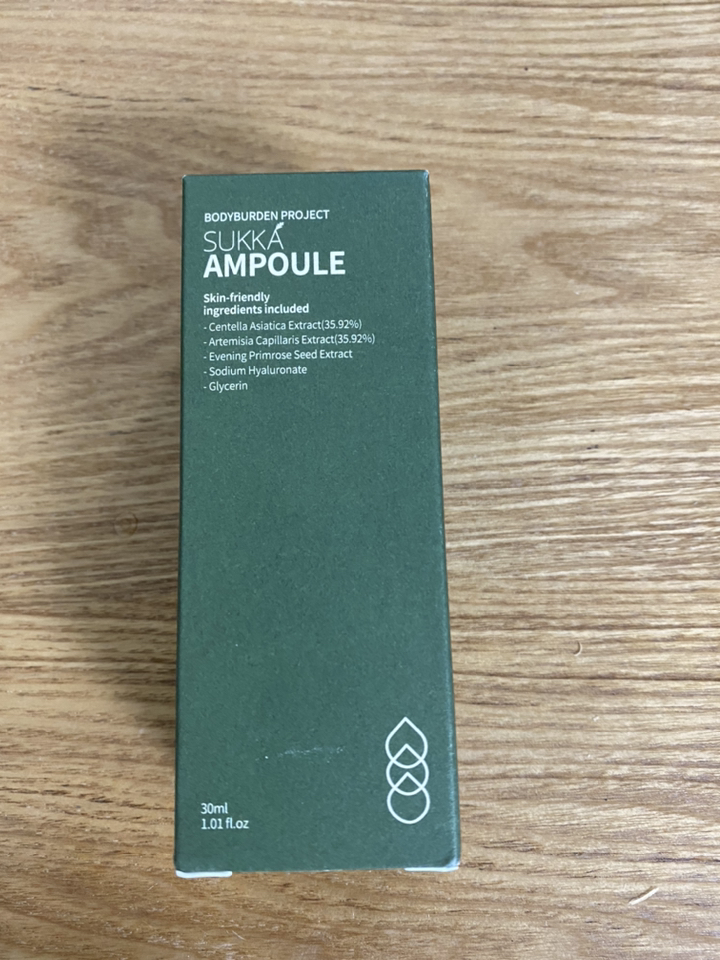 BODYBURDEN PROJECT
SUKKA
AMPOULE
Skin-friendly
ingredients included
- Centella Asiatica Extract(35.92%)
- Artemisia Capillaris Extract(35.92%)
- Evening Primrose Seed Extract
- Sodium Hyaluronate
- Glycerin
30ml
1.01 fl.oz